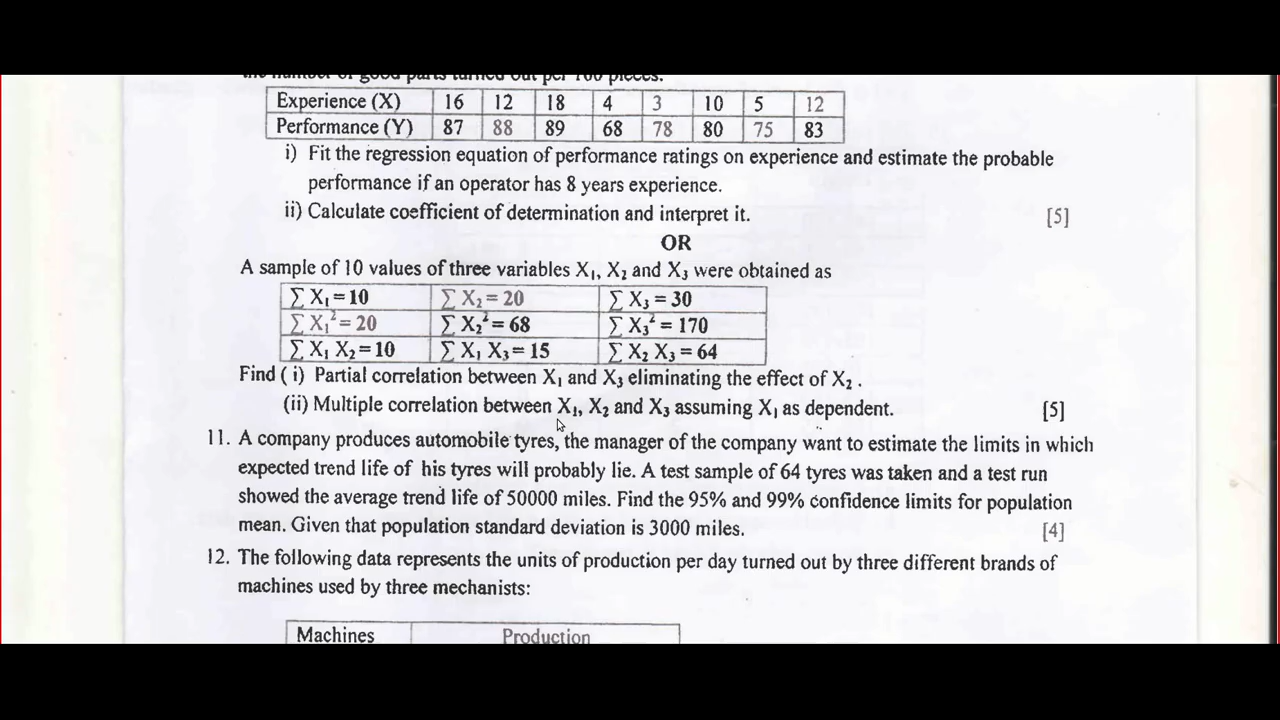 the number of good parts turned out per 100 pieces.
Experience (X) 16 12 18 4 3 10 5 12
Performance (Y) 87 88 89 68 78 80 75 83
i) Fit the regression equation of performance ratings on experience and estimate the probable
performance if an operator has 8 years experience.
ii) Calculate coefficient of determination and interpret it. [5]
OR
A sample of 10 values of three variables X₁, X₂ and X₃ were obtained as
∑ X₁ = 10 ∑ X₂ = 20 ∑ X₃ = 30
∑ X₁² = 20 ∑ X₂² = 68 ∑ X₃² = 170
∑ X₁ X₂ = 10 ∑ X₁ X₃ = 15 ∑ X₂ X₃ = 64
Find ( i) Partial correlation between X₁ and X₃ eliminating the effect of X₂ .
(ii) Multiple correlation between X₁, X₂ and X₃ assuming X₁ as dependent. [5]
11. A company produces automobile tyres, the manager of the company want to estimate the limits in which
expected trend life of his tyres will probably lie. A test sample of 64 tyres was taken and a test run
showed the average trend life of 50000 miles. Find the 95% and 99% confidence limits for population
mean. Given that population standard deviation is 3000 miles. [4]
12. The following data represents the units of production per day turned out by three different brands of
machines used by three mechanists:
Machines Production